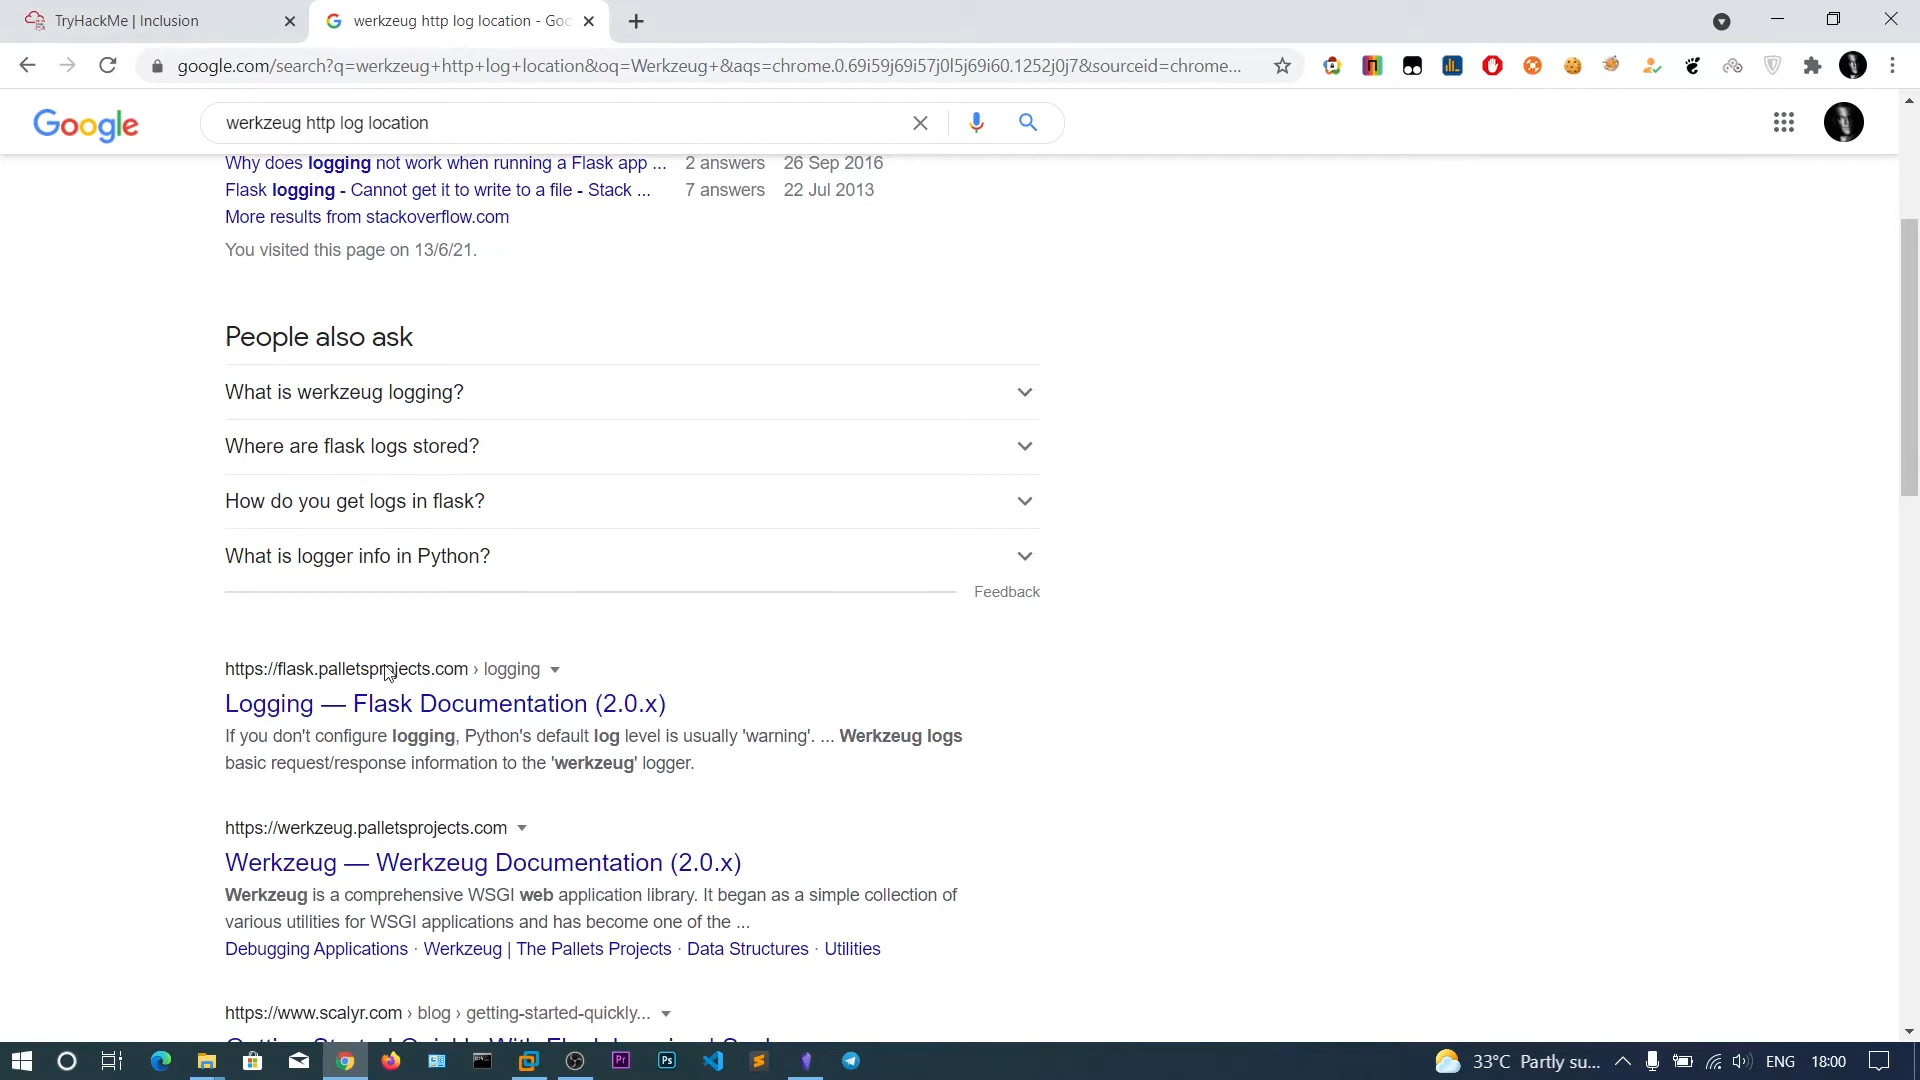 TryHackMe | Inclusion
werkzeug http log location - Goo
google.com/search?q=werkzeug+http+log+location&oq=Werkzeug+&aqs=chrome.0.69i59j69i57j0l5j69i60.1252j0j7&sourceid=chrome...
Google
werkzeug http log location
Why does logging not work when running a Flask app ... 2 answers 26 Sep 2016
Flask logging - Cannot get it to write to a file - Stack ... 7 answers 22 Jul 2013
More results from stackoverflow.com
You visited this page on 13/6/21.
People also ask
What is werkzeug logging?
Where are flask logs stored?
How do you get logs in flask?
What is logger info in Python?
Feedback
https://flask.palletsprojects.com › logging
Logging — Flask Documentation (2.0.x)
If you don't configure logging, Python's default log level is usually 'warning'. ... Werkzeug logs
basic request/response information to the 'werkzeug' logger.
https://werkzeug.palletsprojects.com
Werkzeug — Werkzeug Documentation (2.0.x)
Werkzeug is a comprehensive WSGI web application library. It began as a simple collection of
various utilities for WSGI applications and has become one of the ...
Debugging Applications · Werkzeug | The Pallets Projects · Data Structures · Utilities
https://www.scalyr.com › blog › getting-started-quickly...
Getting Started Quickly With Flask Logging | Scalyr
Pr
Ps
33°C Partly su...
ENG
18:00